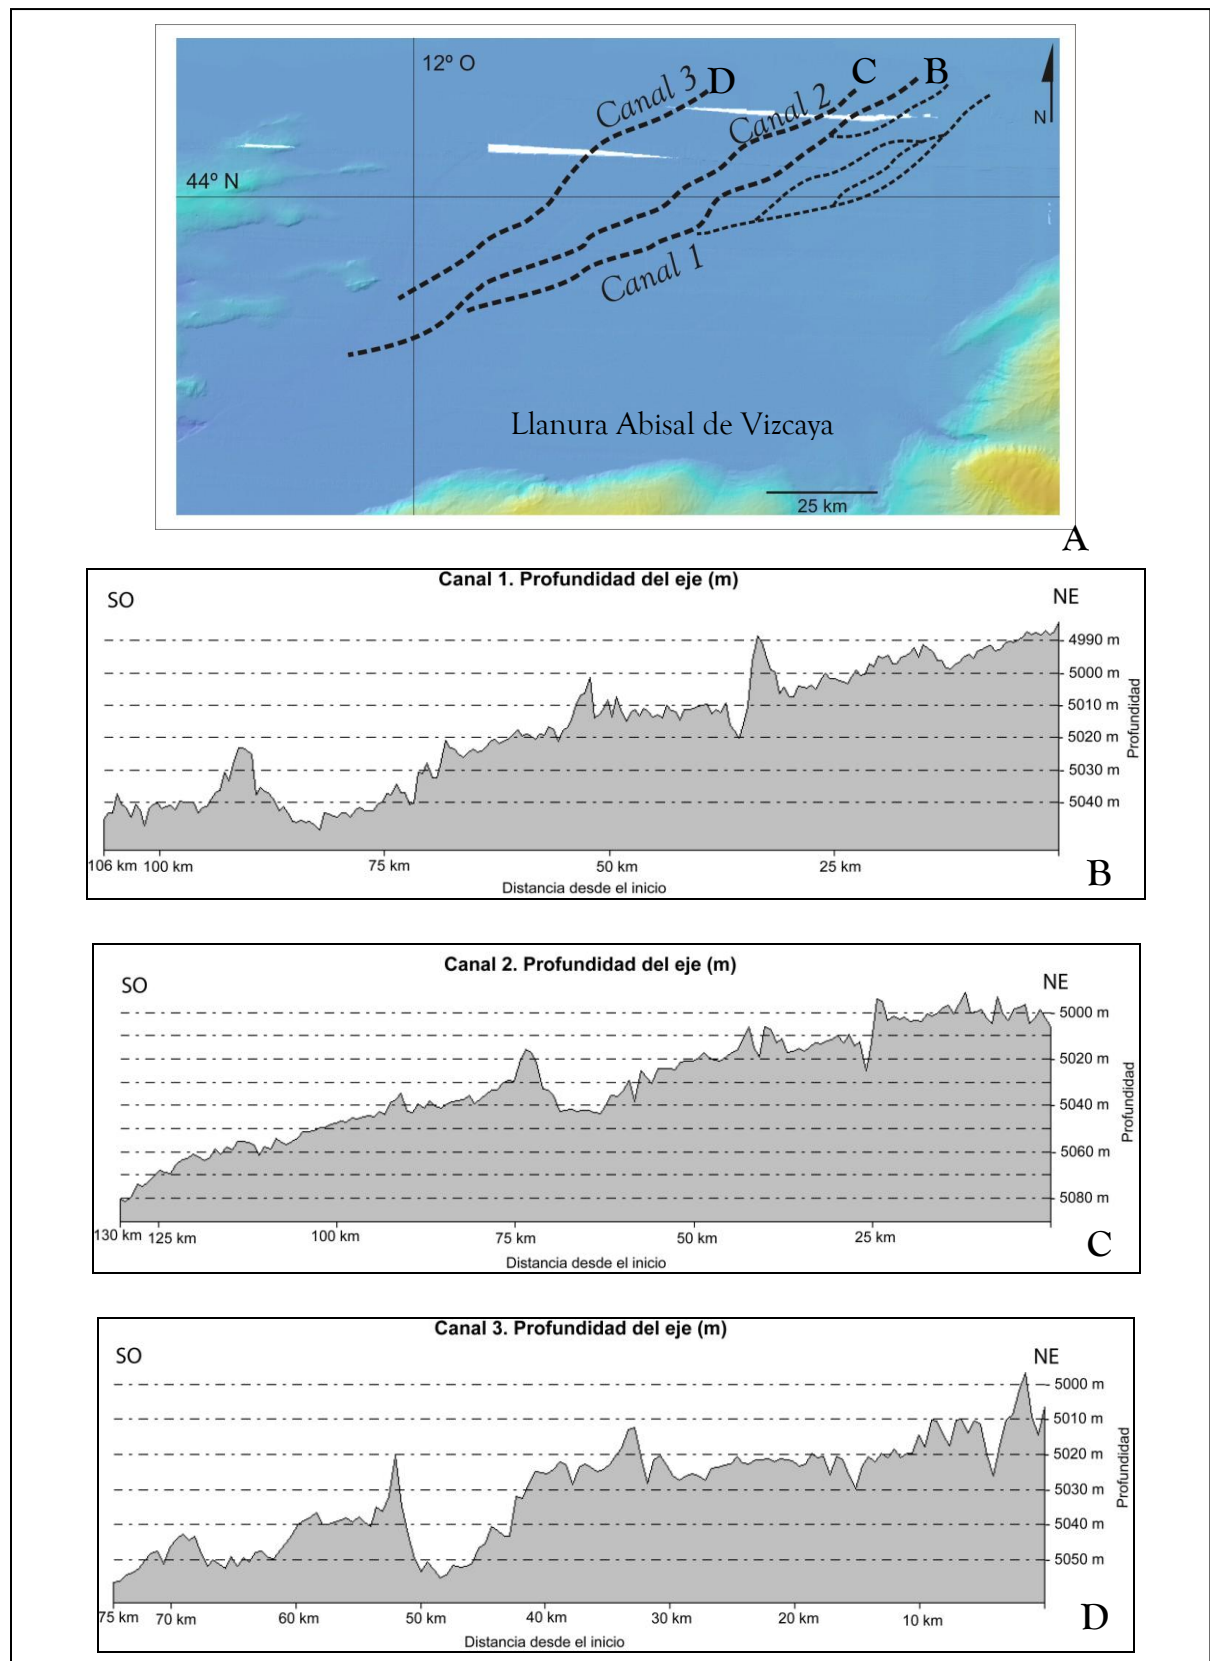 12º O
Canal 3
D
Canal 2
C
B
N
44º N
Canal 1
Llanura Abisal de Vizcaya
25 km
A
Canal 1. Profundidad del eje (m)
SO
NE
4990 m
5000 m
5010 m
5020 m
5030 m
5040 m
Profundidad
106 km 100 km 75 km 50 km 25 km
Distancia desde el inicio
B
Canal 2. Profundidad del eje (m)
SO
NE
5000 m
5020 m
5040 m
5060 m
5080 m
Profundidad
130 km 125 km 100 km 75 km 50 km 25 km
Distancia desde el inicio
C
Canal 3. Profundidad del eje (m)
SO
NE
5000 m
5010 m
5020 m
5030 m
5040 m
5050 m
Profundidad
75 km 70 km 60 km 50 km 40 km 30 km 20 km 10 km
Distancia desde el inicio
D